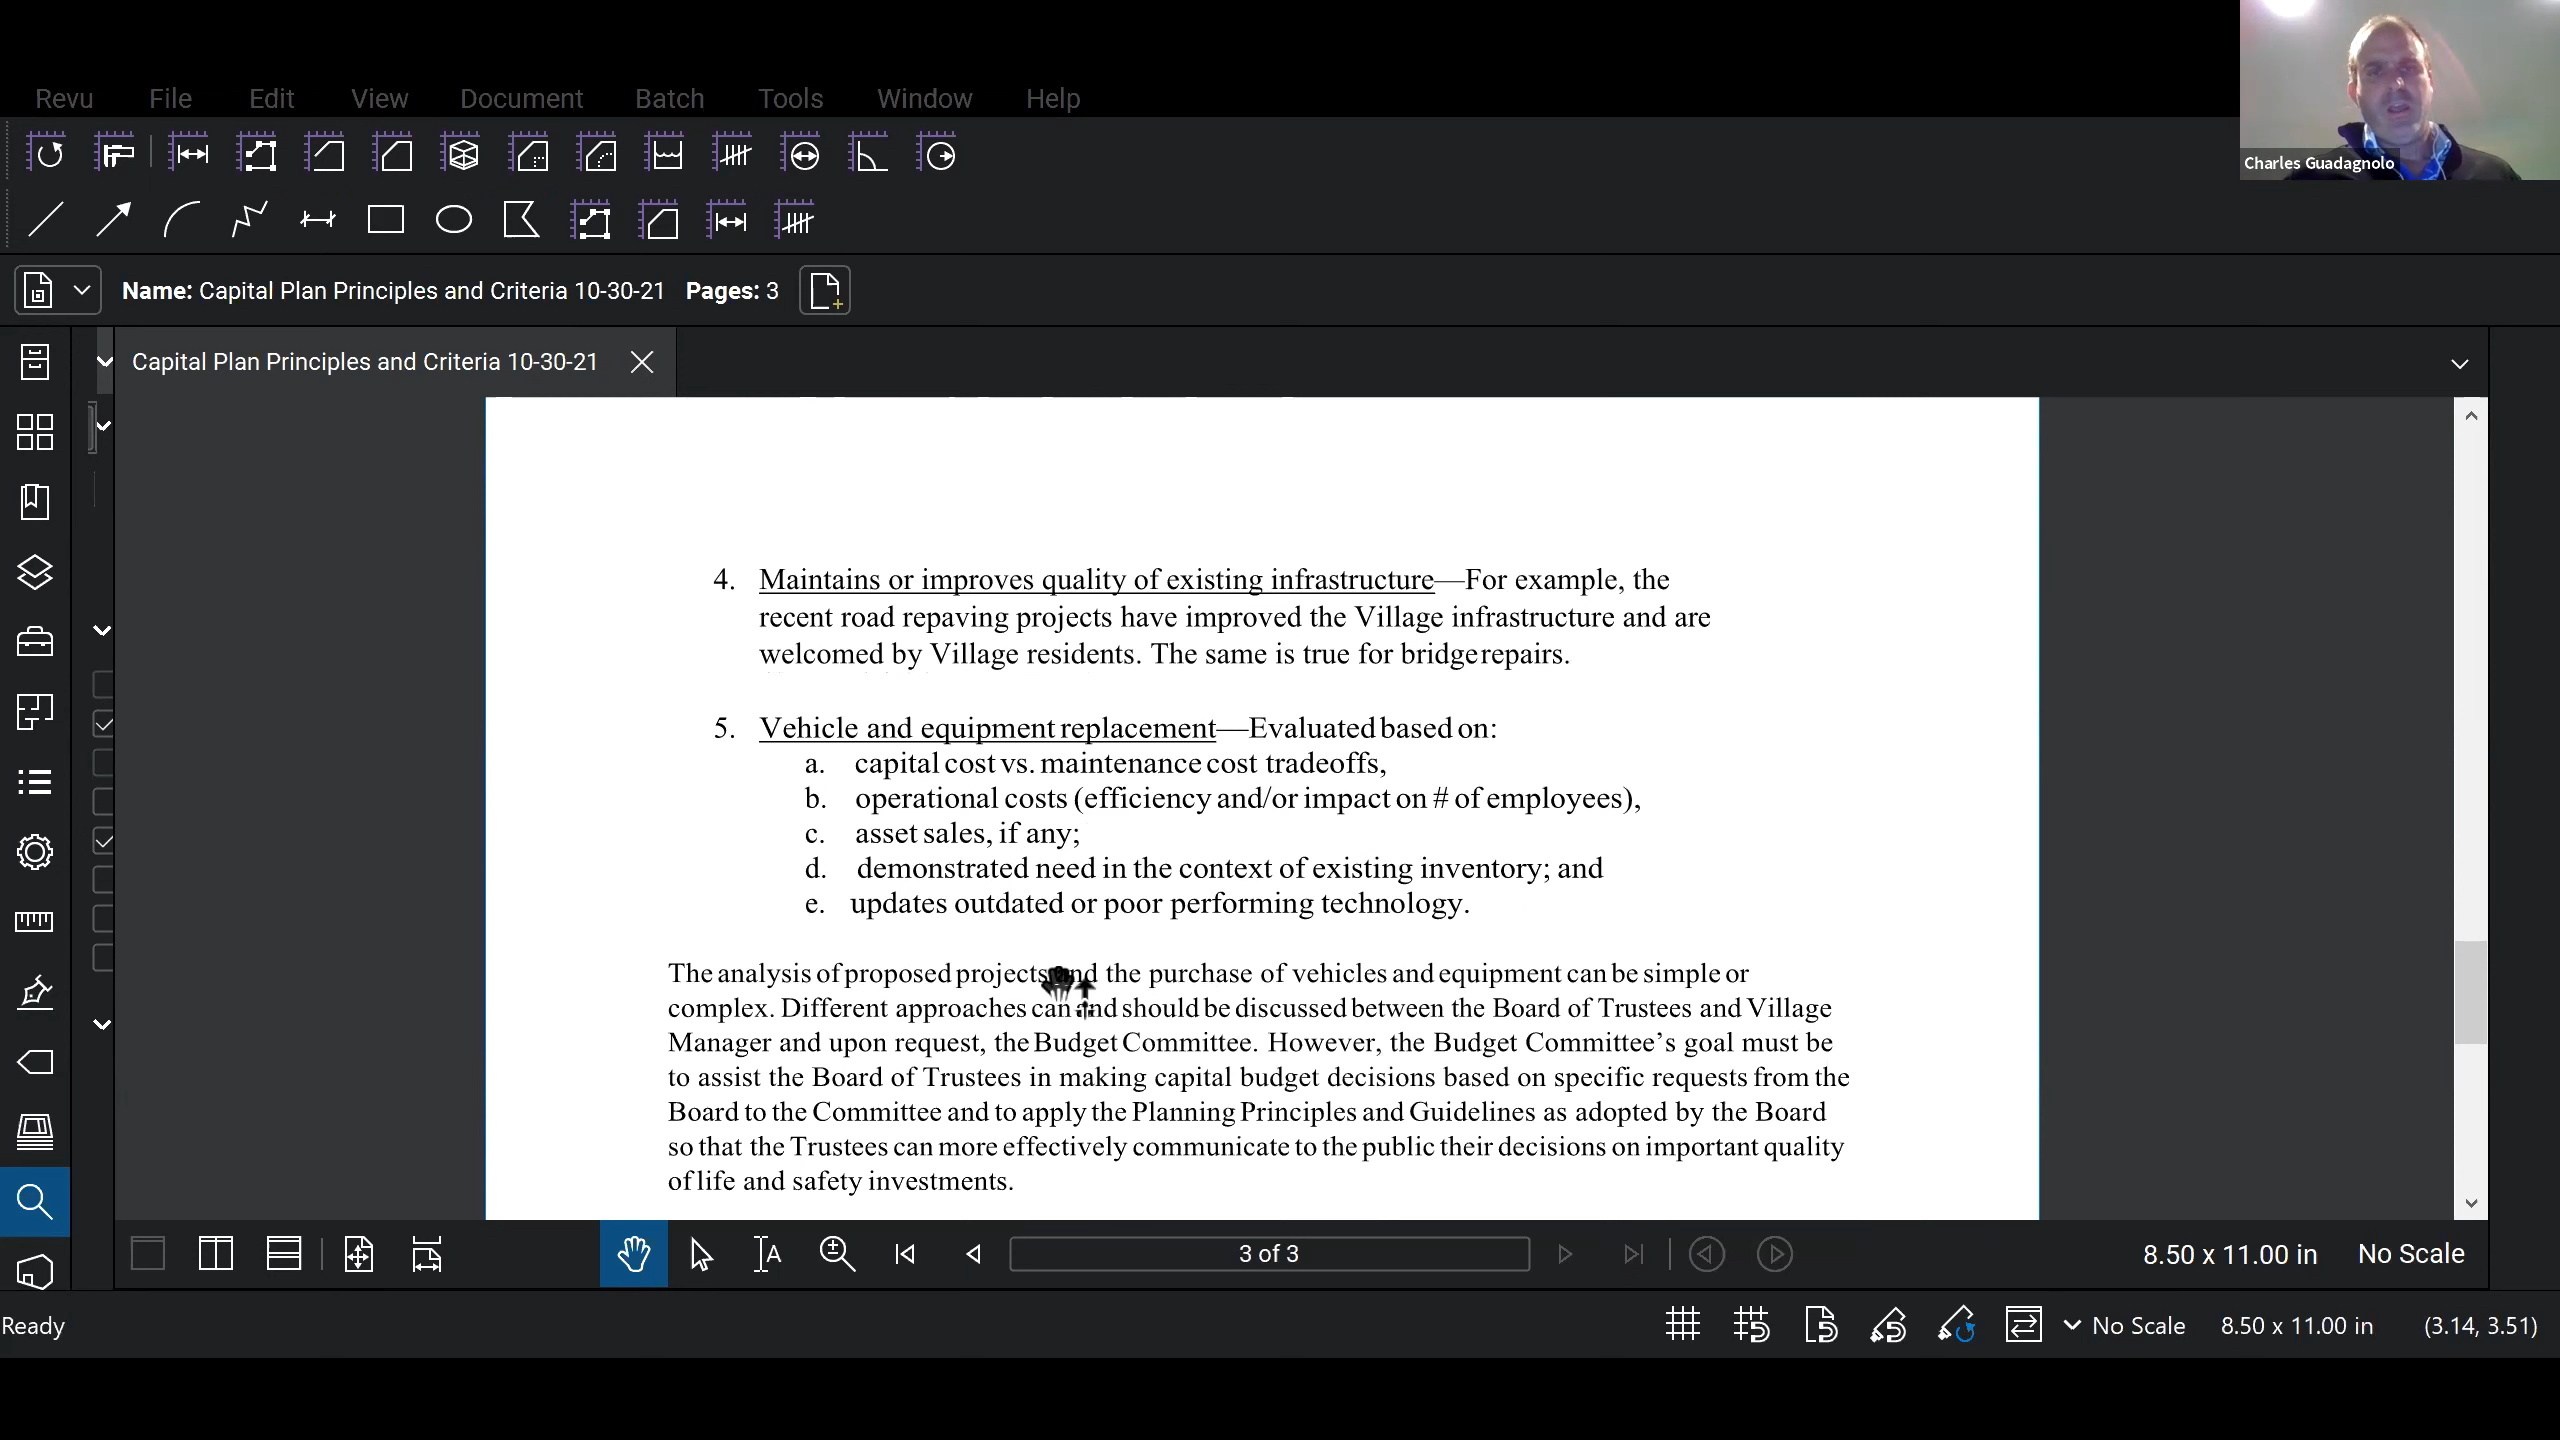 Revu File Edit View Document Batch Tools Window Help
Charles Guadagnolo
Name: Capital Plan Principles and Criteria 10-30-21 Pages: 3
Capital Plan Principles and Criteria 10-30-21
4. Maintains or improves quality of existing infrastructure—For example, the
recent road repaving projects have improved the Village infrastructure and are
welcomed by Village residents. The same is true for bridge repairs.
5. Vehicle and equipment replacement—Evaluated based on:
a. capital cost vs. maintenance cost tradeoffs,
b. operational costs (efficiency and/or impact on # of employees),
c. asset sales, if any;
d. demonstrated need in the context of existing inventory; and
e. updates outdated or poor performing technology.
The analysis of proposed projects and the purchase of vehicles and equipment can be simple or
complex. Different approaches can and should be discussed between the Board of Trustees and Village
Manager and upon request, the Budget Committee. However, the Budget Committee's goal must be
to assist the Board of Trustees in making capital budget decisions based on specific requests from the
Board to the Committee and to apply the Planning Principles and Guidelines as adopted by the Board
so that the Trustees can more effectively communicate to the public their decisions on important quality
of life and safety investments.
3 of 3
8.50 x 11.00 in No Scale
Ready
No Scale 8.50 x 11.00 in (3.14, 3.51)